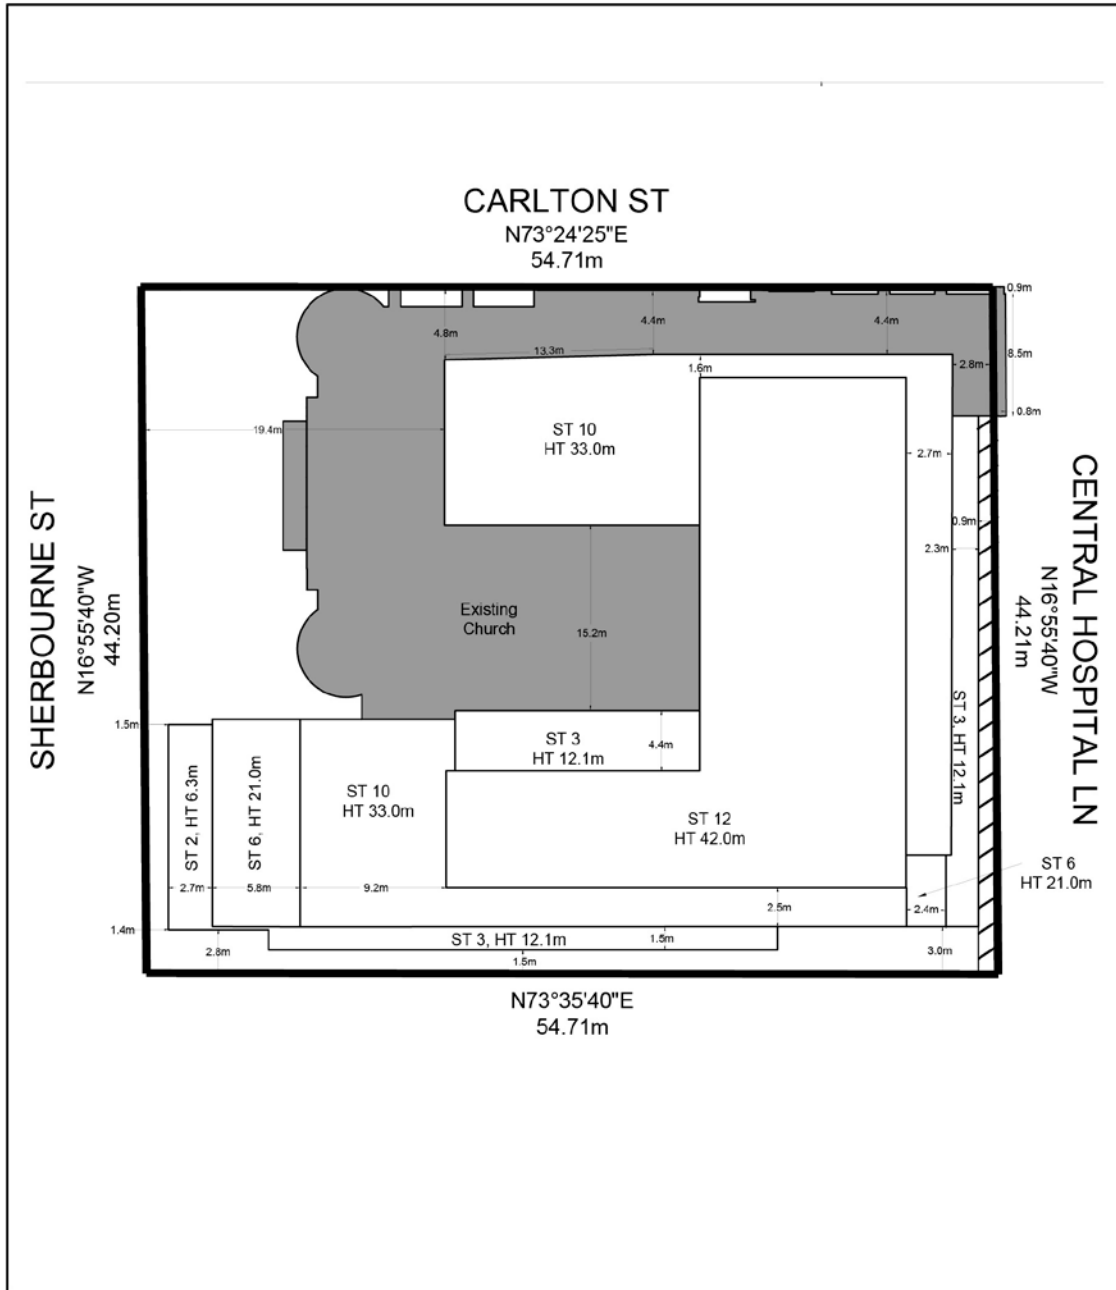 CARLTON ST
N73°24'25"E
54.71m
0.9m
4.8m
4.4m
4.4m
13.3m
1.6m
2.8m
8.5m
0.8m
19.4m
ST 10
HT 33.0m
2.7m
0.9m
2.3m
SHERBOURNE ST
N16°55'40"W
44.20m
CENTRAL HOSPITAL LN
N16°55'40"W
44.21m
Existing
Church
15.2m
1.5m
ST 2, HT 6.3m
ST 6, HT 21.0m
ST 10
HT 33.0m
ST 3
HT 12.1m
4.4m
ST 3, HT 12.1m
ST 12
HT 42.0m
ST 6
HT 21.0m
2.7m
5.8m
9.2m
2.5m
2.4m
1.4m
2.8m
ST 3, HT 12.1m
1.5m
1.5m
3.0m
N73°35'40"E
54.71m